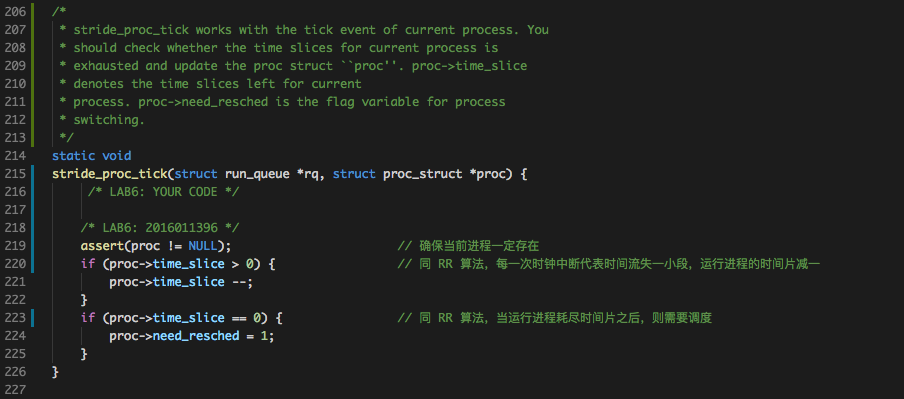 206 /*
207  * stride_proc_tick works with the tick event of current process. You
208  * should check whether the time slices for current process is
209  * exhausted and update the proc struct ``proc''. proc->time_slice
210  * denotes the time slices left for current
211  * process. proc->need_resched is the flag variable for process
212  * switching.
213  */
214 static void
215 stride_proc_tick(struct run_queue *rq, struct proc_struct *proc) {
216      /* LAB6: YOUR CODE */
217
218     /* LAB6: 2016011396 */
219     assert(proc != NULL);                       // 确保当前进程一定存在
220     if (proc->time_slice > 0) {                 // 同 RR 算法，每一次时钟中断代表时间流失一小段，运行进程的时间片减一
221         proc->time_slice --;
222     }
223     if (proc->time_slice == 0) {                // 同 RR 算法，当运行进程耗尽时间片之后，则需要调度
224         proc->need_resched = 1;
225     }
226 }
227